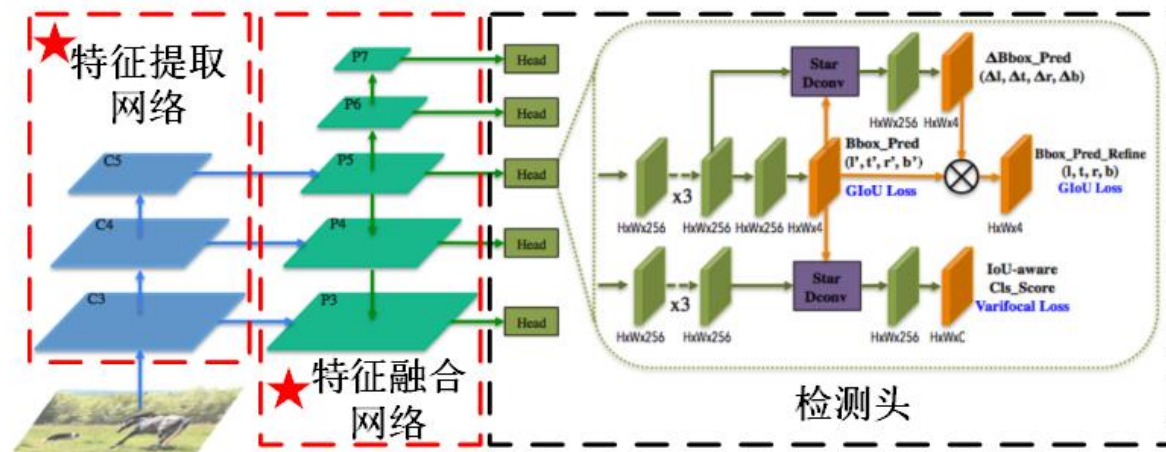 特征提取
网络
C5
C4
C3
P7
P6
P5
P4
P3
特征融合
网络
Head
Head
Head
Head
Head
HxWx256
x3
HxWx256
HxWx256
HxWx4
Star
Dconv
HxWx256
HxWx4
ΔBbox_Pred
(Δl, Δt, Δr, Δb)
Bbox_Pred
(l', t', r', b')
GIoU Loss
Bbox_Pred_Refine
(l, t, r, b)
GIoU Loss
HxWx4
HxWx256
x3
HxWx256
Star
Dconv
HxWx256
HxWxC
IoU-aware
Cls_Score
Varifocal Loss
检测头